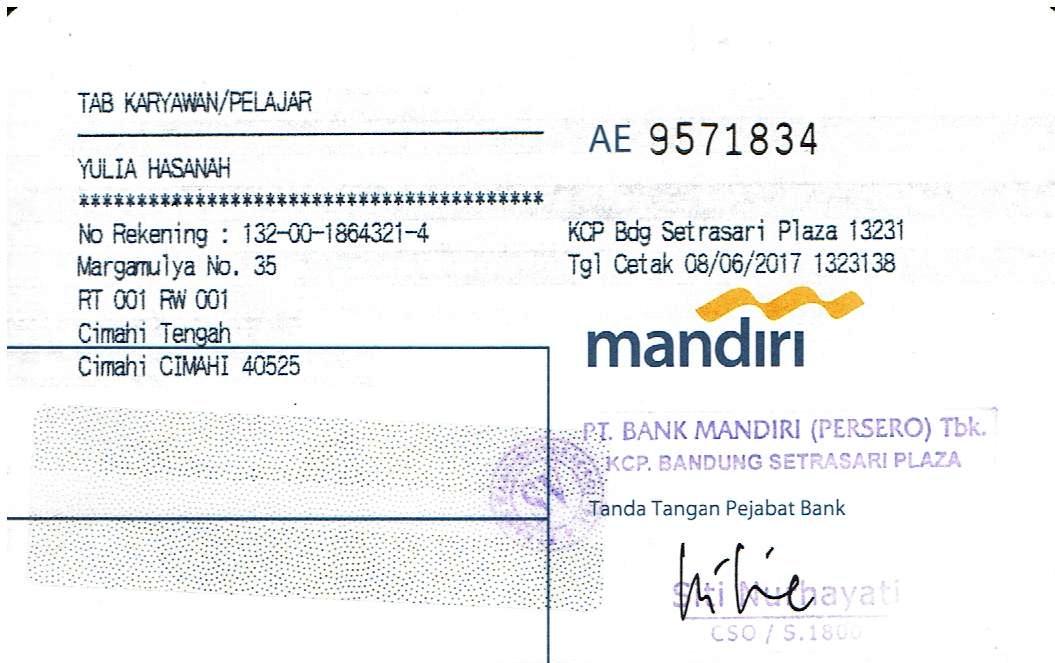 TAB KARYAWAN/PELAJAR
AE 9571834
YULIA HASANAH
****************************************
No Rekening : 132-00-1864321-4
Margamulya No. 35
RT 001 RW 001
Cimahi Tengah
Cimahi CIMAHI 40525
KCP Bdg Setrasari Plaza 13231
Tgl Cetak 08/06/2017 1323138
mandiri
PT. BANK MANDIRI (PERSERO) Tbk.
KCP. BANDUNG SETRASARI PLAZA
Tanda Tangan Pejabat Bank
Siti Nurhayati
CSO / S.1800